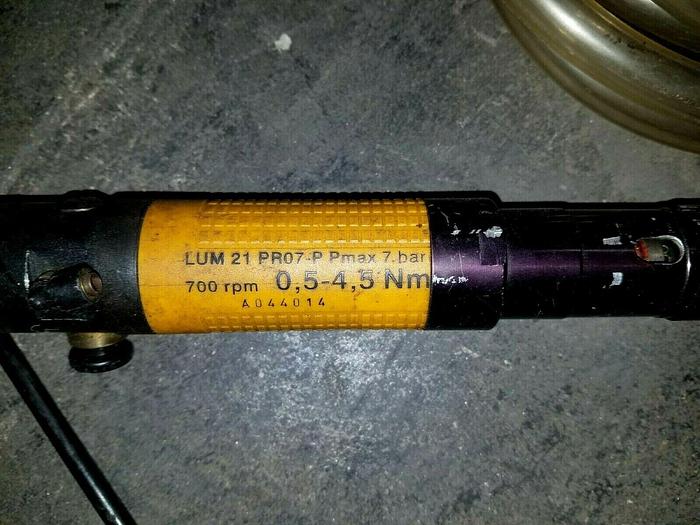 LUM 21 PR07-P Pmax 7.bar
700 rpm 0,5-4,5 Nm
A044014